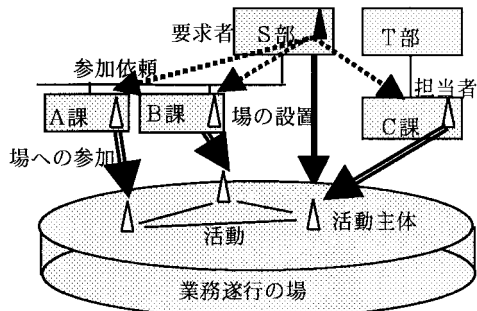 要求者
S部
T部
参加依頼
担当者
A課
B課
場の設置
C課
場への参加
活動
活動主体
業務遂行の場